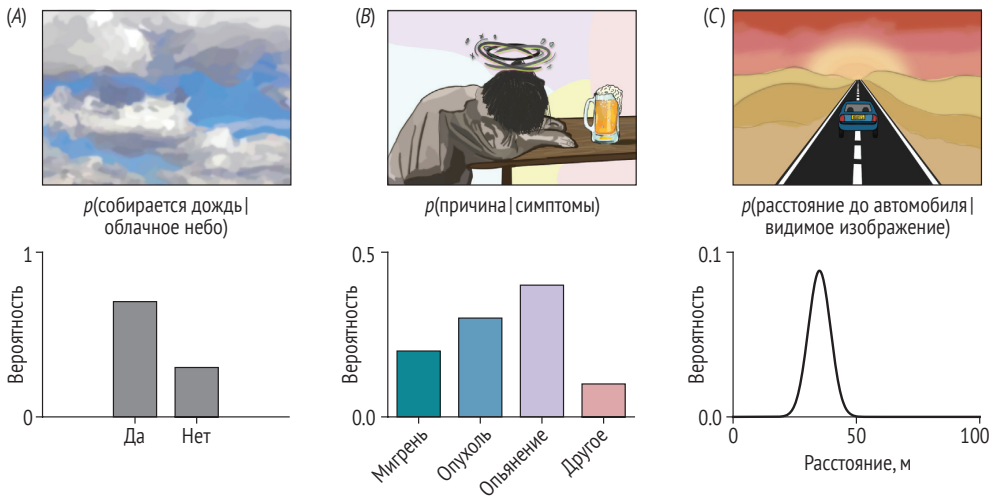 (A)
p(собирается дождь|
облачное небо)
1
0
Вероятность
Да
Нет
(B)
p(причина|симптомы)
0.5
0.0
Вероятность
Мигрень
Опухоль
Опьянение
Другое
(C)
p(расстояние до автомобиля|
видимое изображение)
0.1
0.0
Вероятность
0
50
100
Расстояние, м